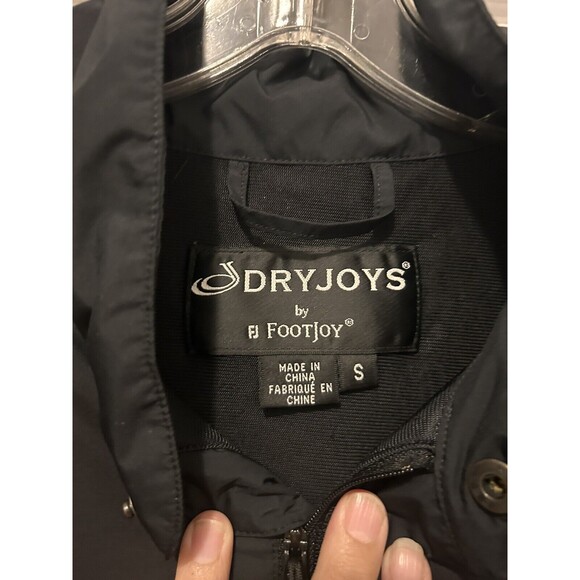 DRYJOYS®
by
FJ FOOTJOY®
MADE IN
CHINA
FABRIQUÉ EN
CHINE
S